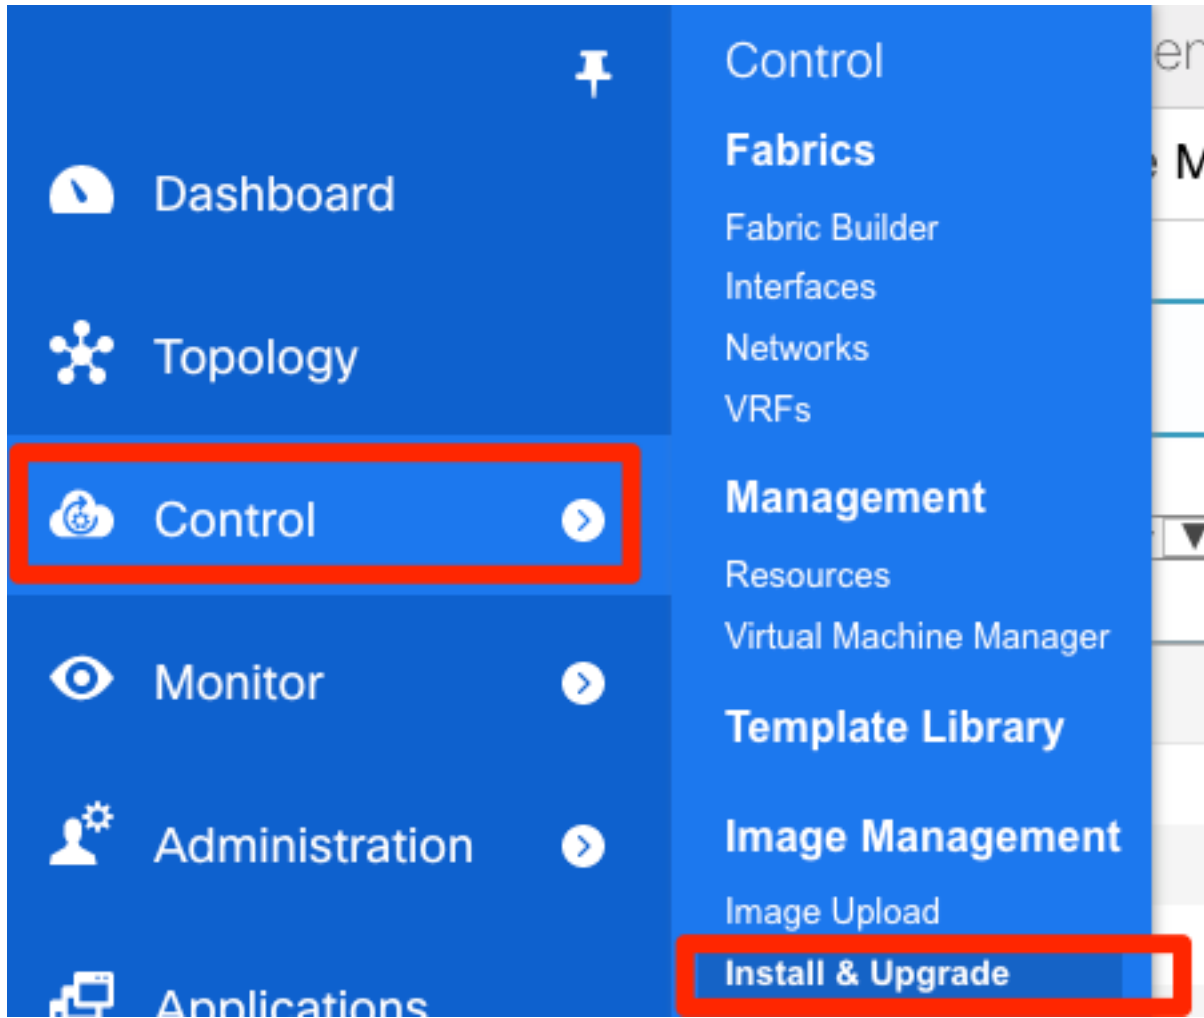 Dashboard
Topology
Control
Monitor
Administration
Applications
Control
Fabrics
Fabric Builder
Interfaces
Networks
VRFs
Management
Resources
Virtual Machine Manager
Template Library
Image Management
Image Upload
Install & Upgrade